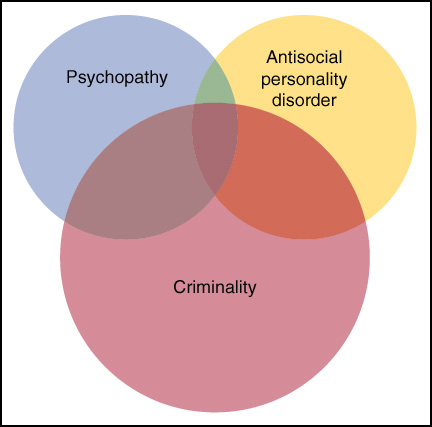 Psychopathy
Antisocial
personality
disorder
Criminality